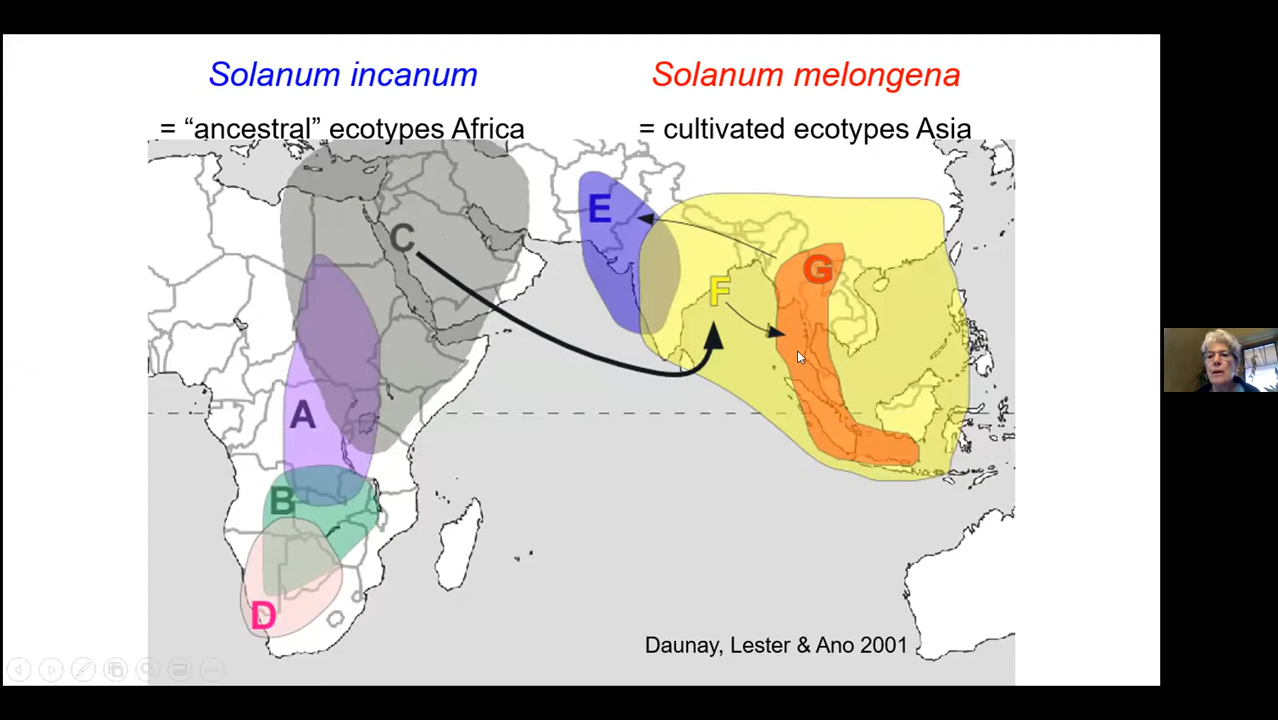 Solanum incanum
Solanum melongena
= “ancestral” ecotypes Africa
= cultivated ecotypes Asia
E
C
G
F
A
B
D
Daunay, Lester & Ano 2001